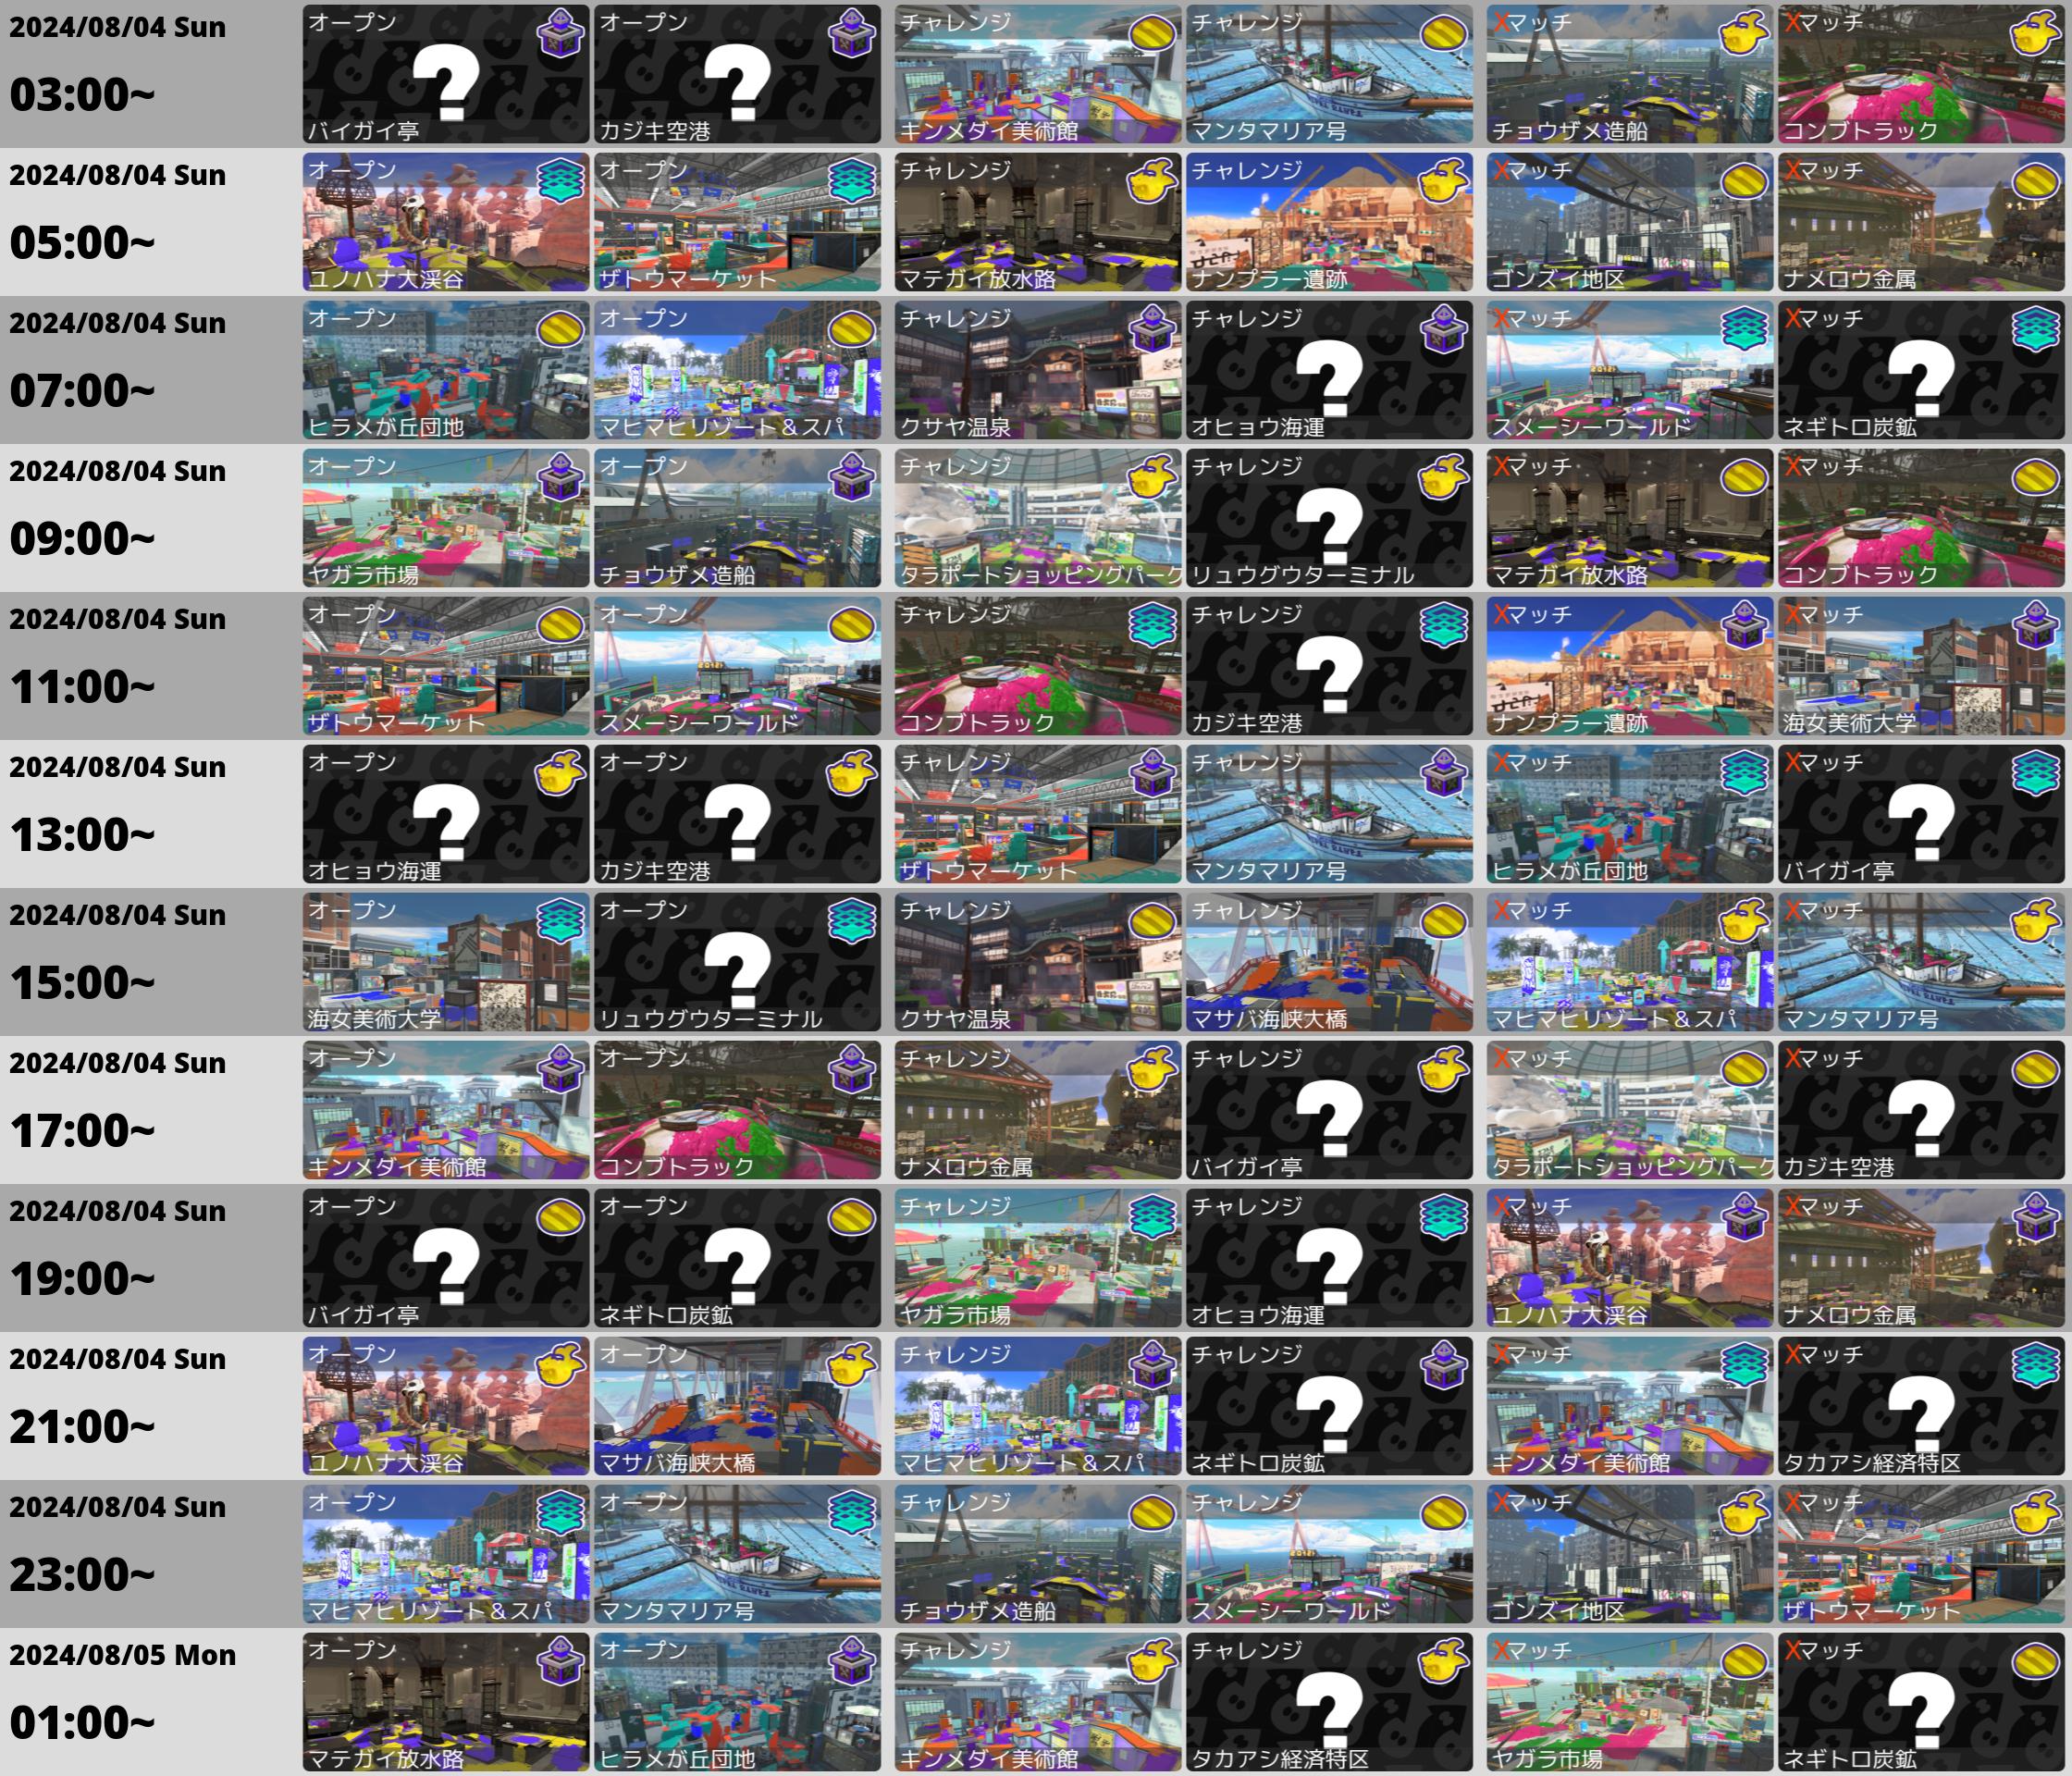 2024/08/04 Sun
03:00~
オープン
バイガイ亭
オープン
カジキ空港
チャレンジ
キンメダイ美術館
チャレンジ
マンタマリア号
Xマッチ
チョウザメ造船
Xマッチ
コンブトラック
2024/08/04 Sun
05:00~
オープン
ユノハナ大渓谷
オープン
ザトウマーケット
チャレンジ
マテガイ放水路
チャレンジ
ナンプラー遺跡
Xマッチ
ゴンズイ地区
Xマッチ
ナメロウ金属
2024/08/04 Sun
07:00~
オープン
ヒラメが丘団地
オープン
マヒマヒリゾート＆スパ
チャレンジ
クサヤ温泉
チャレンジ
オヒョウ海運
Xマッチ
スメーシーワールド
Xマッチ
ネギトロ炭鉱
2024/08/04 Sun
09:00~
オープン
ヤガラ市場
オープン
チョウザメ造船
チャレンジ
タラポートショッピングパーク
チャレンジ
リュウグウターミナル
Xマッチ
マテガイ放水路
Xマッチ
コンブトラック
2024/08/04 Sun
11:00~
オープン
ザトウマーケット
オープン
スメーシーワールド
チャレンジ
コンブトラック
チャレンジ
カジキ空港
Xマッチ
ナンプラー遺跡
Xマッチ
海女美術大学
2024/08/04 Sun
13:00~
オープン
オヒョウ海運
オープン
カジキ空港
チャレンジ
ザトウマーケット
チャレンジ
マンタマリア号
Xマッチ
ヒラメが丘団地
Xマッチ
バイガイ亭
2024/08/04 Sun
15:00~
オープン
海女美術大学
オープン
リュウグウターミナル
チャレンジ
クサヤ温泉
チャレンジ
マサバ海峡大橋
Xマッチ
マヒマヒリゾート＆スパ
Xマッチ
マンタマリア号
2024/08/04 Sun
17:00~
オープン
キンメダイ美術館
オープン
コンブトラック
チャレンジ
ナメロウ金属
チャレンジ
バイガイ亭
Xマッチ
タラポートショッピングパーク
Xマッチ
カジキ空港
2024/08/04 Sun
19:00~
オープン
バイガイ亭
オープン
ネギトロ炭鉱
チャレンジ
ヤガラ市場
チャレンジ
オヒョウ海運
Xマッチ
ユノハナ大渓谷
Xマッチ
ナメロウ金属
2024/08/04 Sun
21:00~
オープン
ユノハナ大渓谷
オープン
マサバ海峡大橋
チャレンジ
マヒマヒリゾート＆スパ
チャレンジ
ネギトロ炭鉱
Xマッチ
キンメダイ美術館
Xマッチ
タカアシ経済特区
2024/08/04 Sun
23:00~
オープン
マヒマヒリゾート＆スパ
オープン
マンタマリア号
チャレンジ
チョウザメ造船
チャレンジ
スメーシーワールド
Xマッチ
ゴンズイ地区
Xマッチ
ザトウマーケット
2024/08/05 Mon
01:00~
オープン
マテガイ放水路
オープン
ヒラメが丘団地
チャレンジ
キンメダイ美術館
チャレンジ
タカアシ経済特区
Xマッチ
ヤガラ市場
Xマッチ
ネギトロ炭鉱